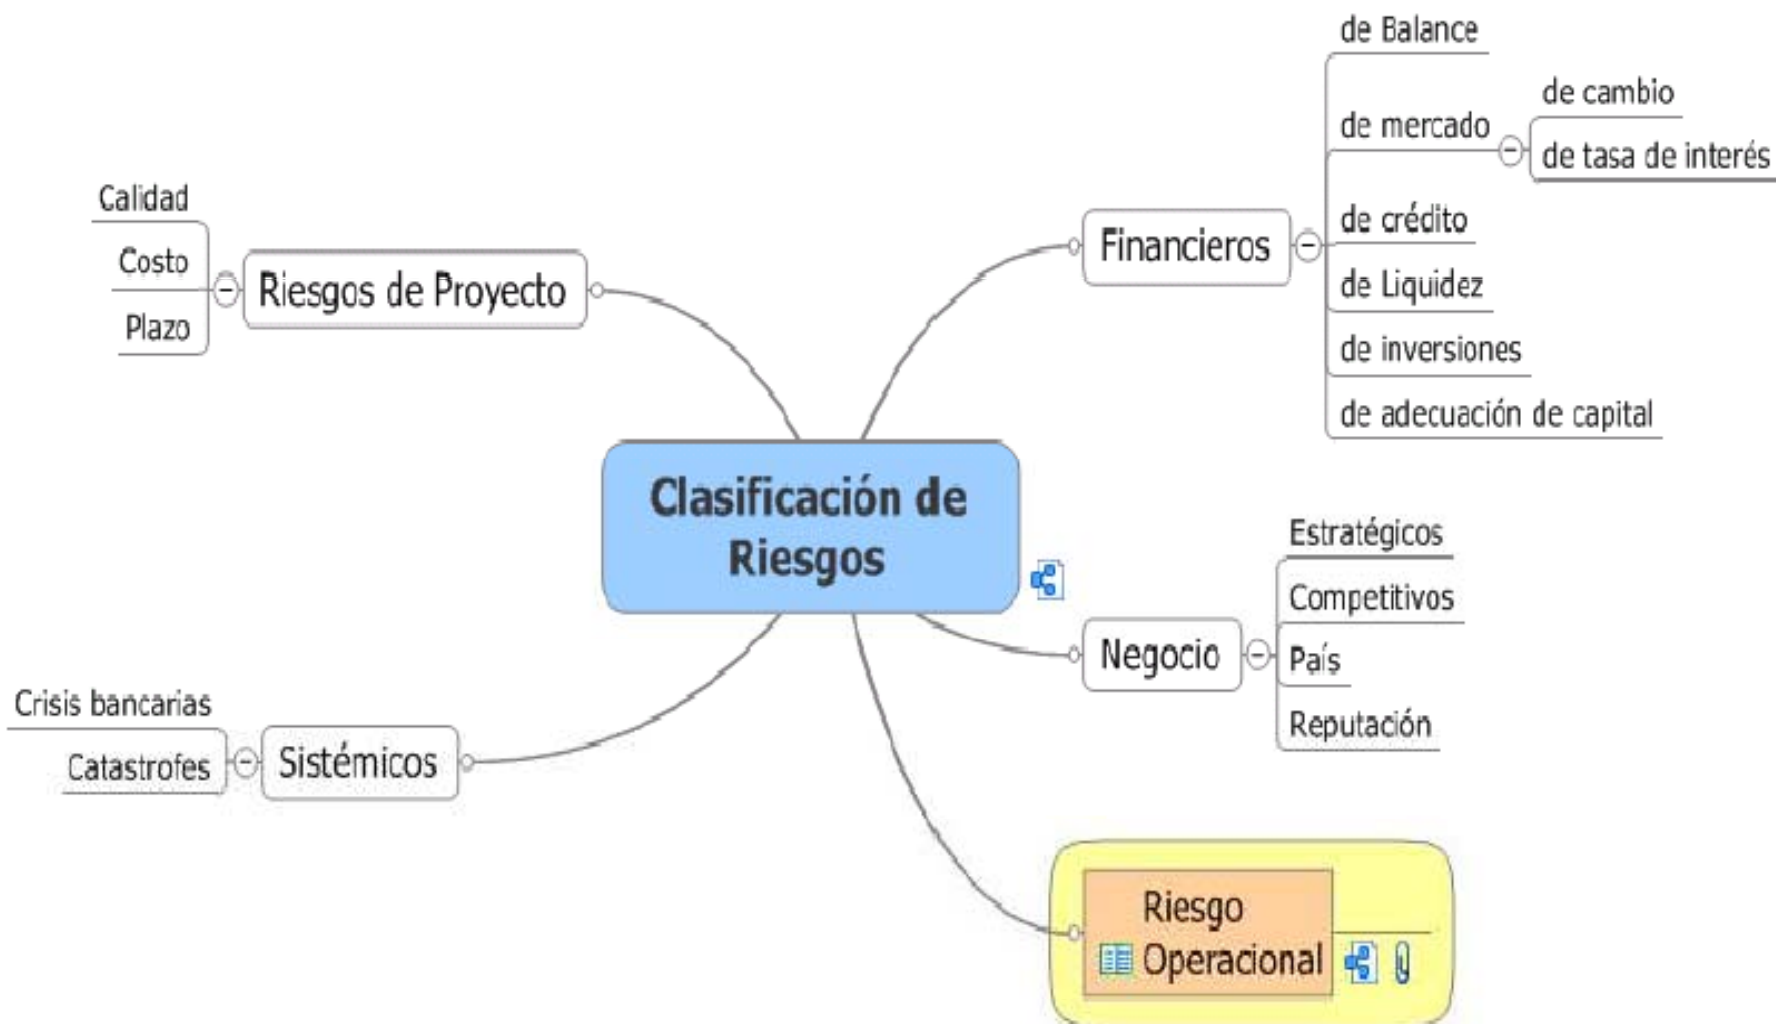 Clasificación de
Riesgos
Financieros
de Balance
de mercado
de cambio
de tasa de interés
de crédito
de Liquidez
de inversiones
de adecuación de capital
Negocio
Estratégicos
Competitivos
País
Reputación
Riesgo
Operacional
Sistémicos
Crisis bancarias
Catastrofes
Riesgos de Proyecto
Calidad
Costo
Plazo